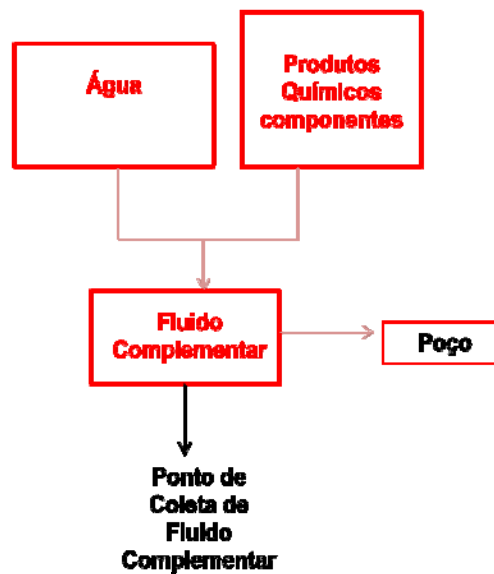 Água
Produtos
Químicos
componentes
Fluido
Complementar
Poço
Ponto de
Coleta de
Fluido
Complementar